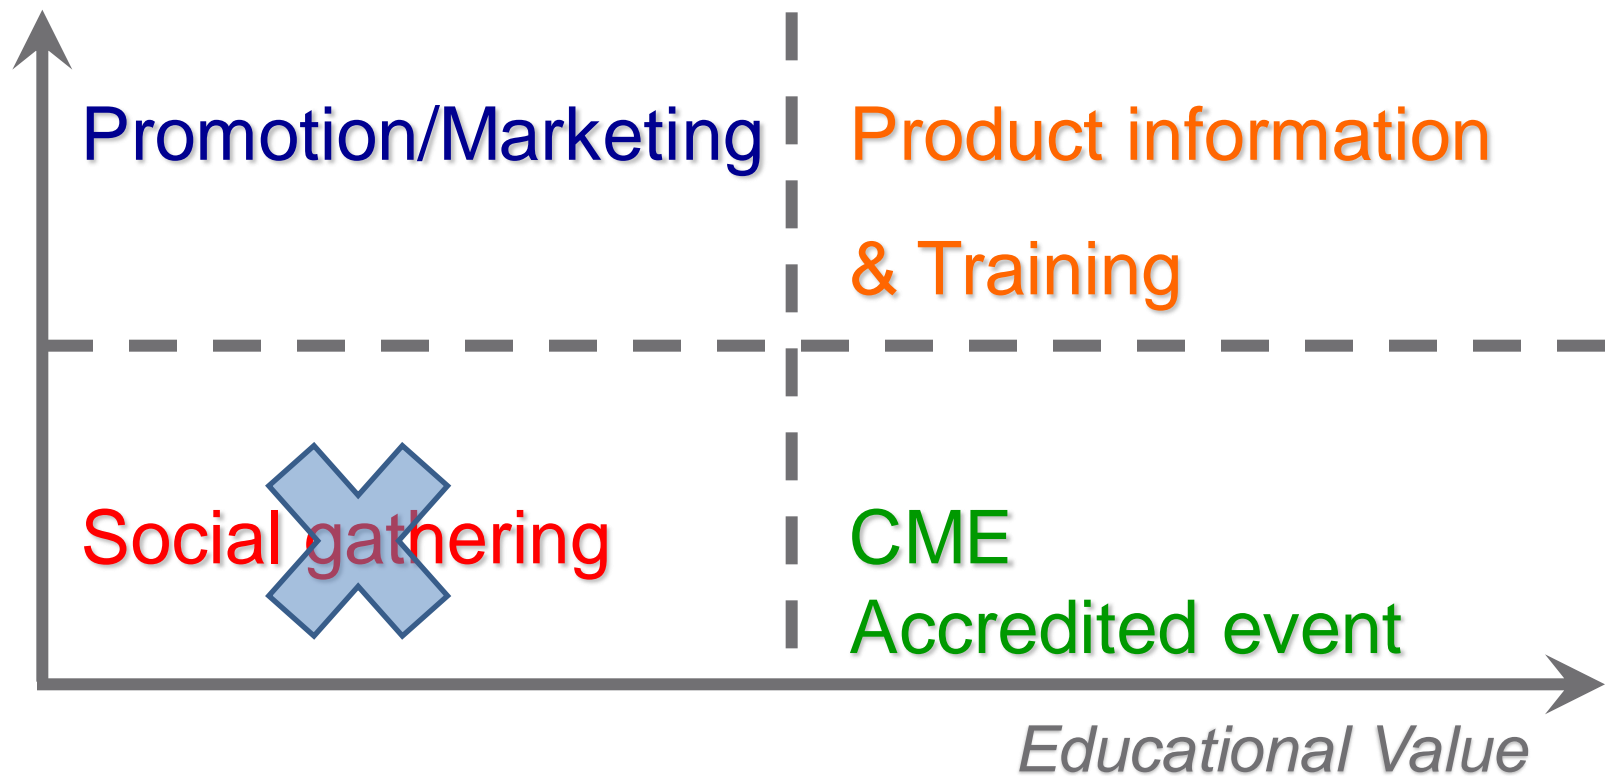 Promotion/Marketing
Product information
& Training
Social gathering
CME
Accredited event
Educational Value